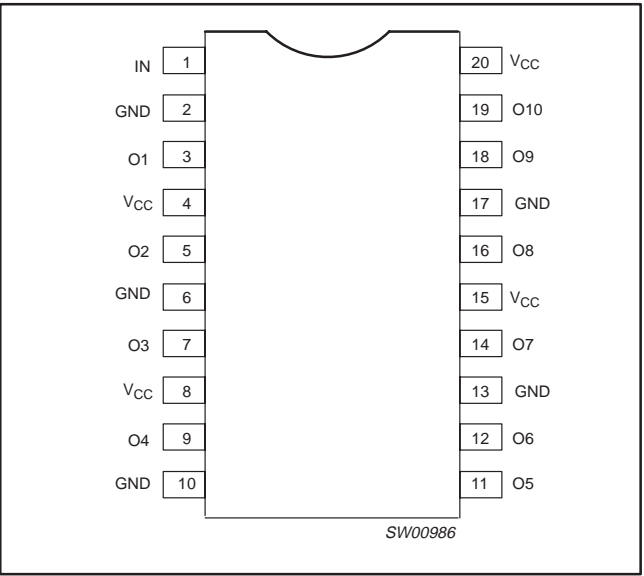 IN 1 20 VCC
GND 2 19 O10
O1 3 18 O9
VCC 4 17 GND
O2 5 16 O8
GND 6 15 VCC
O3 7 14 O7
VCC 8 13 GND
O4 9 12 O6
GND 10 11 O5
SW00986